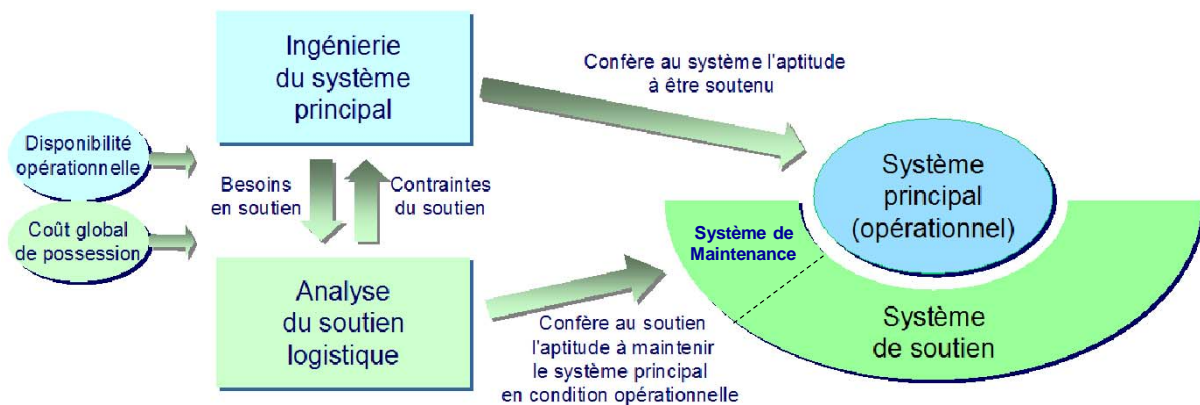 Ingénierie
du système
principal
Confère au système l'aptitude
à être soutenu
Disponibilité
opérationnelle
Coût global
de possession
Besoins
en soutien
Contraintes
du soutien
Système
principal
(opérationnel)
Système de
Maintenance
Système
de soutien
Analyse
du soutien
logistique
Confère au soutien
l'aptitude à maintenir
le système principal
en condition opérationnelle